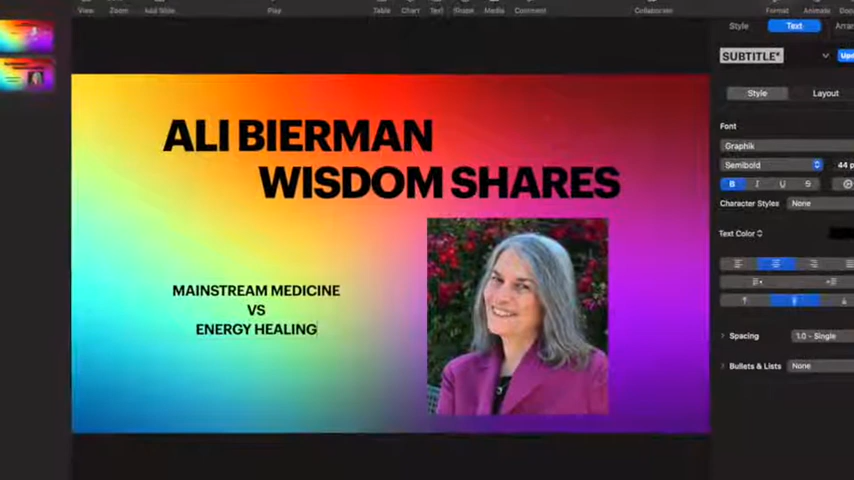 View
Zoom
Add Slide
Play
Table
Chart
Text
Shape
Media
Comment
Collaborate
Format
Animate
Style
Text
SUBTITLE*
Style
Layout
Font
Graphik
Semibold
44 p
B I U S
Character Styles
None
Text Color
Spacing
1.0 - Single
Bullets & Lists
None
ALI BIERMAN
WISDOM SHARES
MAINSTREAM MEDICINE
VS
ENERGY HEALING